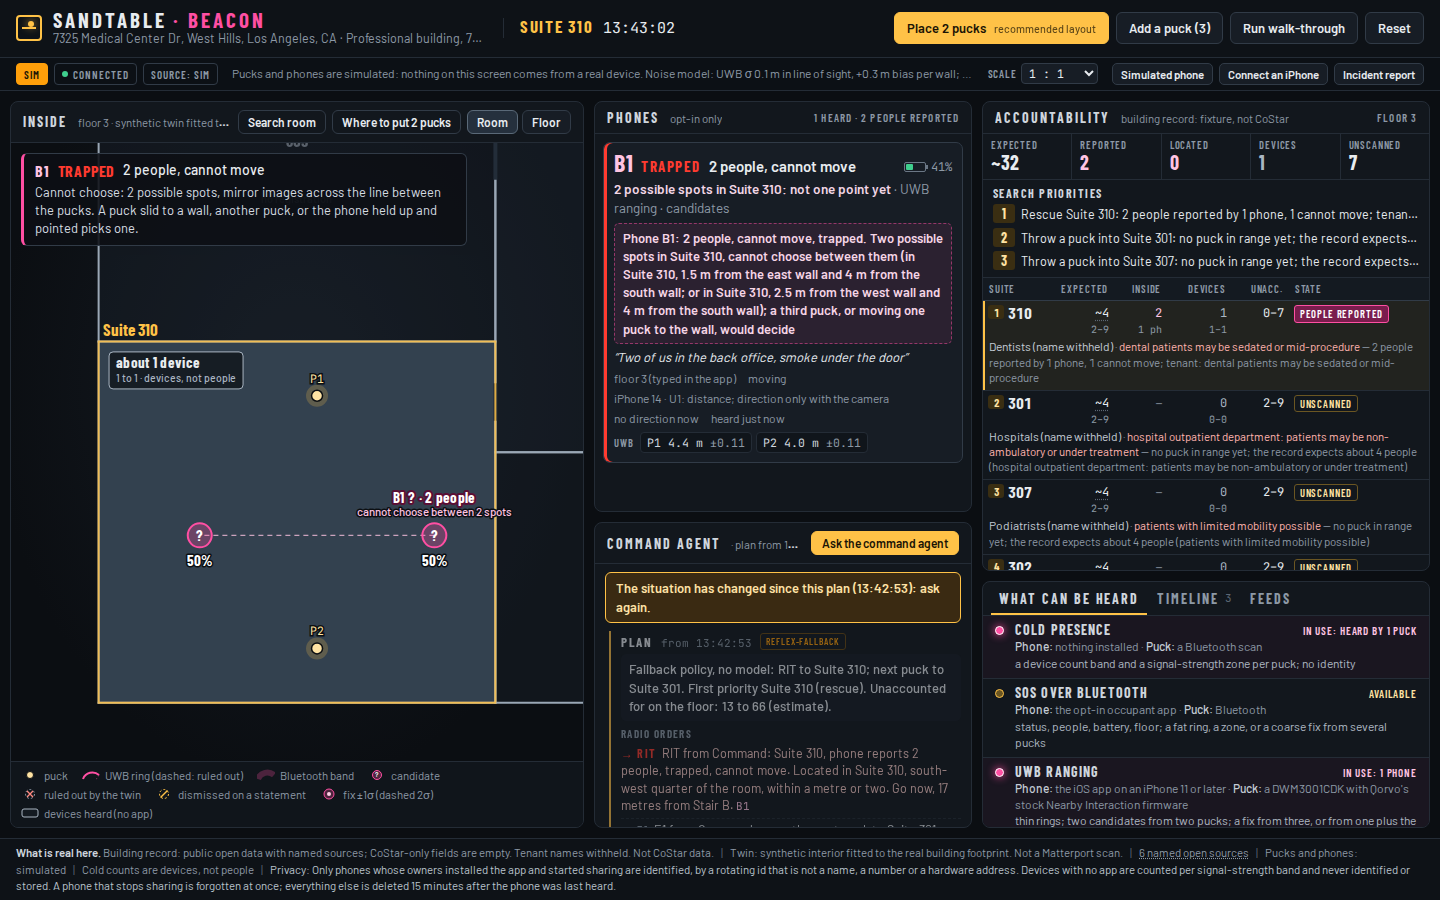 SANDTABLE · BEACON
7325 Medical Center Dr, West Hills, Los Angeles, CA · Professional building, 7...
SUITE 310 13:43:02
Place 2 pucks recommended layout
Add a puck (3)
Run walk-through
Reset
SIM
CONNECTED
SOURCE: SIM
Pucks and phones are simulated: nothing on this screen comes from a real device. Noise model: UWB σ 0.1 m in line of sight, +0.3 m bias per wall; ...
SCALE 1 : 1
Simulated phone
Connect an iPhone
Incident report
INSIDE floor 3 · synthetic twin fitted t...
Search room
Where to put 2 pucks
Room
Floor
B1 TRAPPED 2 people, cannot move
Cannot choose: 2 possible spots, mirror images across the line between
the pucks. A puck slid to a wall, another puck, or the phone held up and
pointed picks one.
Suite 310
about 1 device
1 to 1 · devices, not people
P1
B1 ? · 2 people
cannot choose between 2 spots
? ?
50% 50%
P2
puck
UWB ring (dashed: ruled out)
Bluetooth band
candidate
ruled out by the twin
dismissed on a statement
fix ±1σ (dashed 2σ)
devices heard (no app)
PHONES opt-in only
1 HEARD · 2 PEOPLE REPORTED
B1 TRAPPED 2 people, cannot move 41%
2 possible spots in Suite 310: not one point yet · UWB
ranging · candidates
Phone B1: 2 people, cannot move, trapped. Two possible
spots in Suite 310, cannot choose between them (in
Suite 310, 1.5 m from the east wall and 4 m from the
south wall; or in Suite 310, 2.5 m from the west wall and
4 m from the south wall); a third puck, or moving one
puck to the wall, would decide
"Two of us in the back office, smoke under the door"
floor 3 (typed in the app) moving
iPhone 14 · U1: distance; direction only with the camera
no direction now heard just now
UWB P1 4.4 m ±0.11 P2 4.0 m ±0.11
COMMAND AGENT · plan from 1...
Ask the command agent
The situation has changed since this plan (13:42:53): ask
again.
PLAN from 13:42:53 REFLEX-FALLBACK
Fallback policy, no model: RIT to Suite 310; next puck to
Suite 301. First priority Suite 310 (rescue). Unaccounted
for on the floor: 13 to 66 (estimate).
RADIO ORDERS
→ RIT RIT from Command: Suite 310, phone reports 2
people, trapped, cannot move. Located in Suite 310, south-
west quarter of the room, within a metre or two. Go now, 17
metres from Stair B. B1
ACCOUNTABILITY building record: fixture, not CoStar
FLOOR 3
EXPECTED REPORTED LOCATED DEVICES UNSCANNED
~32 2 0 1 7
SEARCH PRIORITIES
1 Rescue Suite 310: 2 people reported by 1 phone, 1 cannot move; tenan...
2 Throw a puck into Suite 301: no puck in range yet; the record expects...
3 Throw a puck into Suite 307: no puck in range yet; the record expects...
SUITE EXPECTED INSIDE DEVICES UNACC. STATE
1 310 ~4 2 1 0–7 PEOPLE REPORTED
2–9 1 ph 1–1
Dentists (name withheld) · dental patients may be sedated or mid-procedure — 2 people
reported by 1 phone, 1 cannot move; tenant: dental patients may be sedated or mid-
procedure
2 301 ~4 — 0 2–9 UNSCANNED
2–9 0–0
Hospitals (name withheld) · hospital outpatient department: patients may be non-
ambulatory or under treatment — no puck in range yet; the record expects about 4 people
(hospital outpatient department: patients may be non-ambulatory or under treatment)
3 307 ~4 — 0 2–9 UNSCANNED
2–9 0–0
Podiatrists (name withheld) · patients with limited mobility possible — no puck in range
yet; the record expects about 4 people (patients with limited mobility possible)
4 302 ~4 — 0 2–9 UNSCANNED
WHAT CAN BE HEARD TIMELINE 3 FEEDS
COLD PRESENCE IN USE: HEARD BY 1 PUCK
Phone: nothing installed · Puck: a Bluetooth scan
a device count band and a signal-strength zone per puck; no identity
SOS OVER BLUETOOTH AVAILABLE
Phone: the opt-in occupant app · Puck: Bluetooth
status, people, battery, floor; a fat ring, a zone, or a coarse fix from several
pucks
UWB RANGING IN USE: 1 PHONE
Phone: the iOS app on an iPhone 11 or later · Puck: a DWM3001CDK with Qorvo's
stock Nearby Interaction firmware
thin rings; two candidates from two pucks; a fix from three, or from one plus the
What is real here. Building record: public open data with named sources; CoStar-only fields are empty. Tenant names withheld. Not CoStar data. | Twin: synthetic interior fitted to the real building footprint. Not a Matterport scan. | 6 named open sources | Pucks and phones:
simulated | Cold counts are devices, not people | Privacy: Only phones whose owners installed the app and started sharing are identified, by a rotating id that is not a name, a number or a hardware address. Devices with no app are counted per signal-strength band and never identified or
stored. A phone that stops sharing is forgotten at once; everything else is deleted 15 minutes after the phone was last heard.